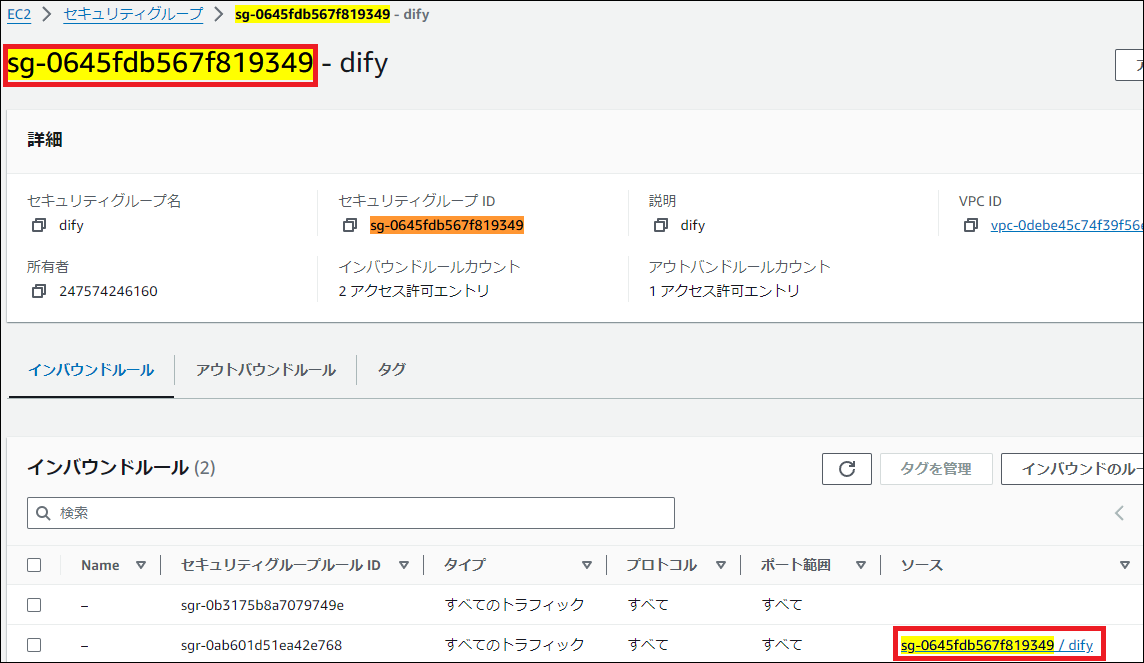 EC2 > セキュリティグループ > sg-0645fdb567f819349 - dify
sg-0645fdb567f819349 - dify
詳細
セキュリティグループ名 セキュリティグループ ID 説明 VPC ID
dify sg-0645fdb567f819349 dify vpc-0debe45c74f39f56
所有者 インバウンドルールカウント アウトバンドルールカウント
247574246160 2 アクセス許可エントリ 1 アクセス許可エントリ
インバウンドルール アウトバウンドルール タグ
インバウンドルール (2) タグを管理 インバウンドのルー
検索
Name セキュリティグループルール ID タイプ プロトコル ポート範囲 ソース
– sgr-0b3175b8a7079749e すべてのトラフィック すべて すべて
– sgr-0ab601d51ea42e768 すべてのトラフィック すべて すべて sg-0645fdb567f819349 / dify